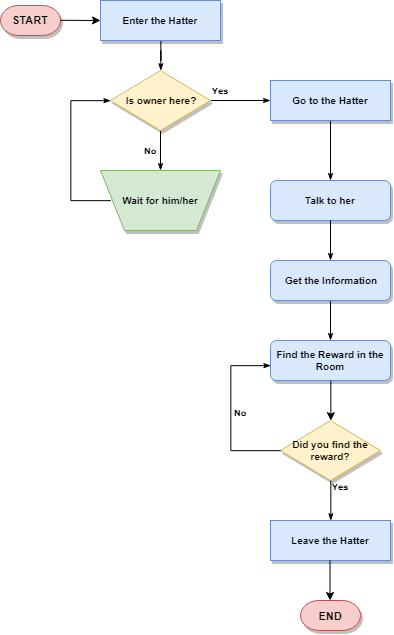 START
Enter the Hatter
Is owner here?
Yes
Go to the Hatter
No
Wait for him/her
Talk to her
Get the Information
Find the Reward in the
Room
No
Did you find the
reward?
Yes
Leave the Hatter
END